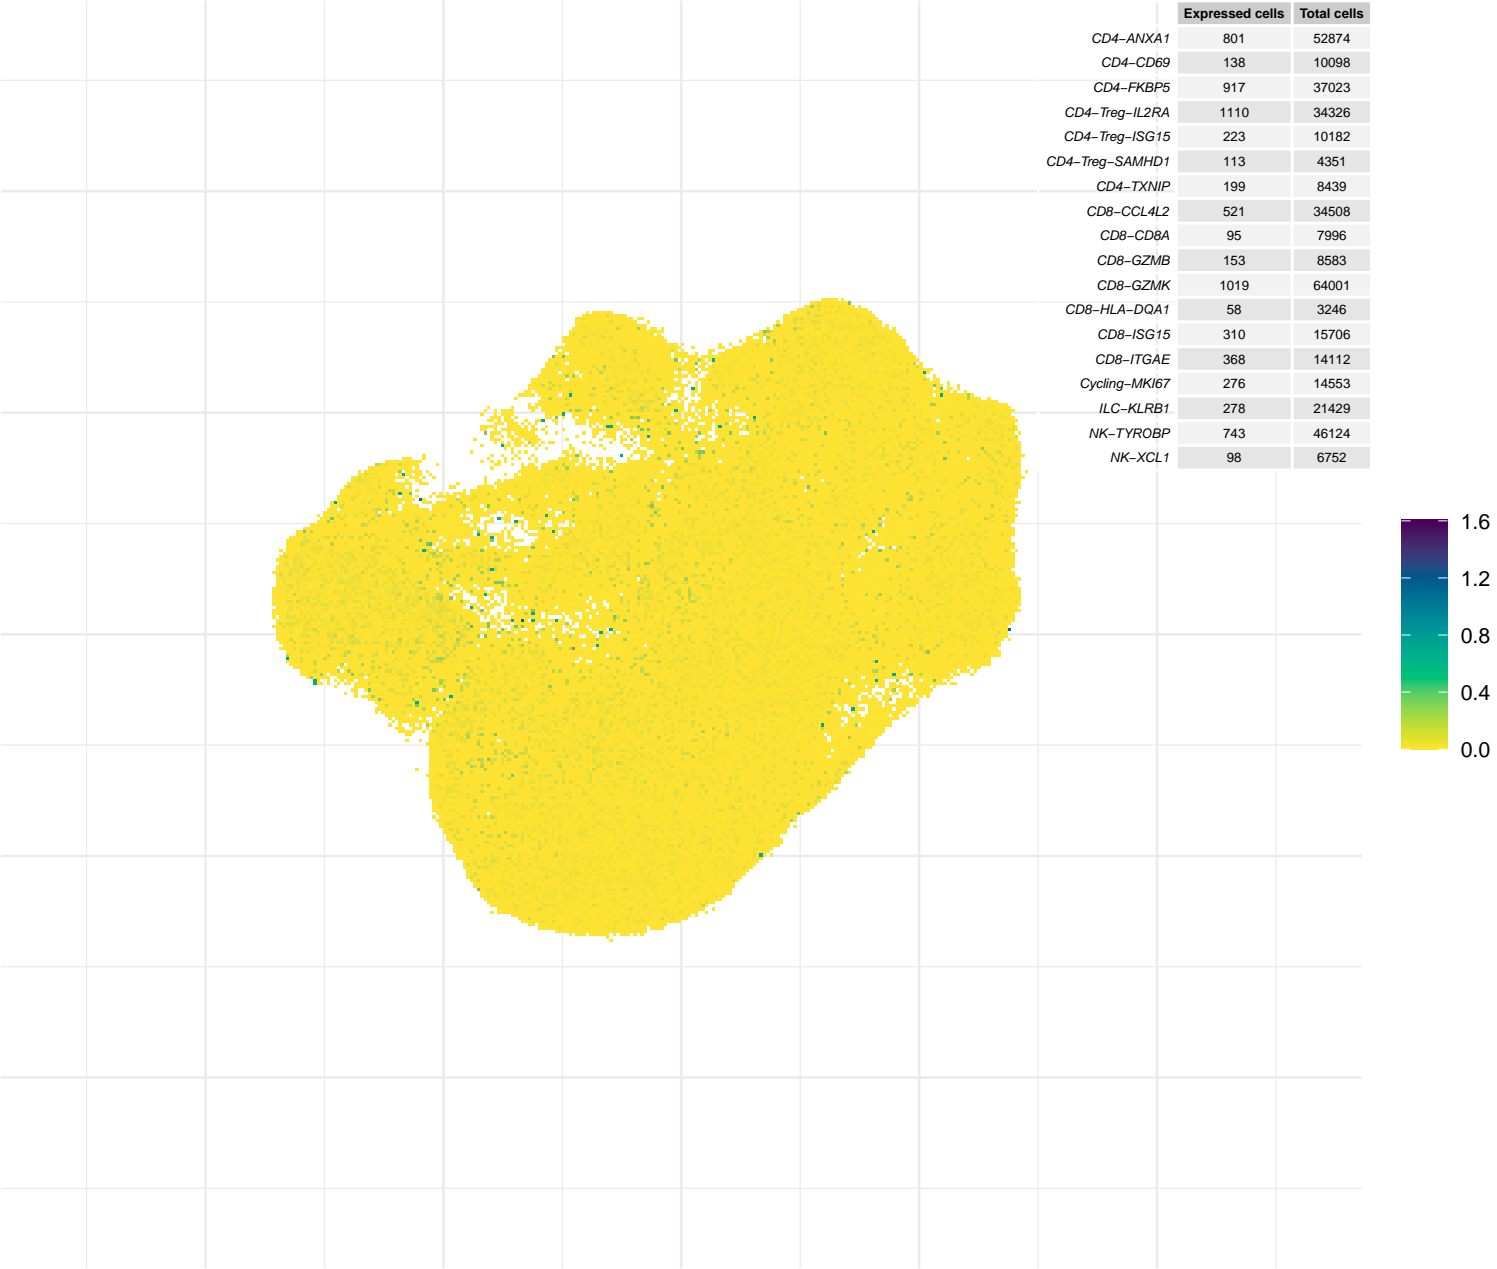 Expressed cells Total cells
CD4−ANXA1 801 52874
CD4−CD69 138 10098
CD4−FKBP5 917 37023
CD4−Treg−IL2RA 1110 34326
CD4−Treg−ISG15 223 10182
CD4−Treg−SAMHD1 113 4351
CD4−TXNIP 199 8439
CD8−CCL4L2 521 34508
CD8−CD8A 95 7996
CD8−GZMB 153 8583
CD8−GZMK 1019 64001
CD8−HLA−DQA1 58 3246
CD8−ISG15 310 15706
CD8−ITGAE 368 14112
Cycling−MKI67 276 14553
ILC−KLRB1 278 21429
NK−TYROBP 743 46124
NK−XCL1 98 6752
1.6
1.2
0.8
0.4
0.0